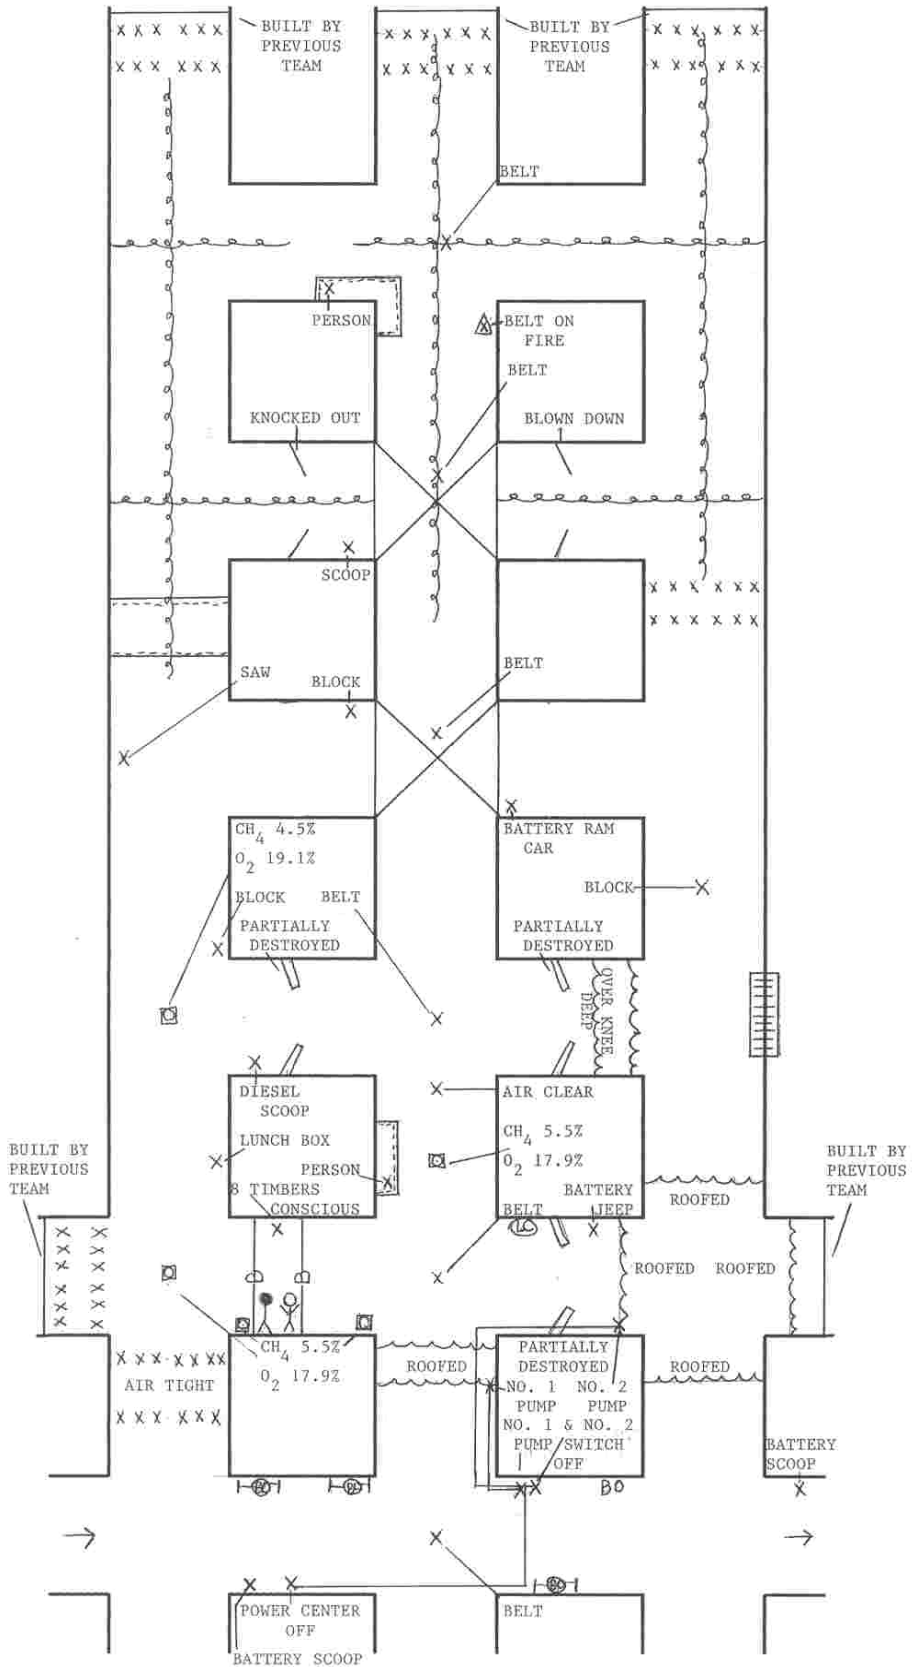 BUILT BY
PREVIOUS
TEAM
BUILT BY
PREVIOUS
TEAM
BELT
PERSON
BELT ON
FIRE
BELT
KNOCKED OUT
BLOWN DOWN
SCOOP
SAW
BLOCK
BELT
CH4 4.5%
O2 19.1%
BLOCK
BELT
PARTIALLY
DESTROYED
BATTERY RAM
CAR
BLOCK
PARTIALLY
DESTROYED
OVER KNEE
DEEP
DIESEL
SCOOP
LUNCH BOX
PERSON
8 TIMBERS
CONSCIOUS
AIR CLEAR
CH4 5.5%
O2 17.9%
BATTERY
BELT JEEP
ROOFED
BUILT BY
PREVIOUS
TEAM
BUILT BY
PREVIOUS
TEAM
ROOFED
ROOFED
AIR TIGHT
CH4 5.5%
O2 17.9%
ROOFED
PARTIALLY
DESTROYED
NO. 1 NO. 2
PUMP PUMP
NO. 1 & NO. 2
PUMP SWITCH
OFF
ROOFED
BATTERY
SCOOP
BO
POWER CENTER
OFF
BATTERY SCOOP
BELT